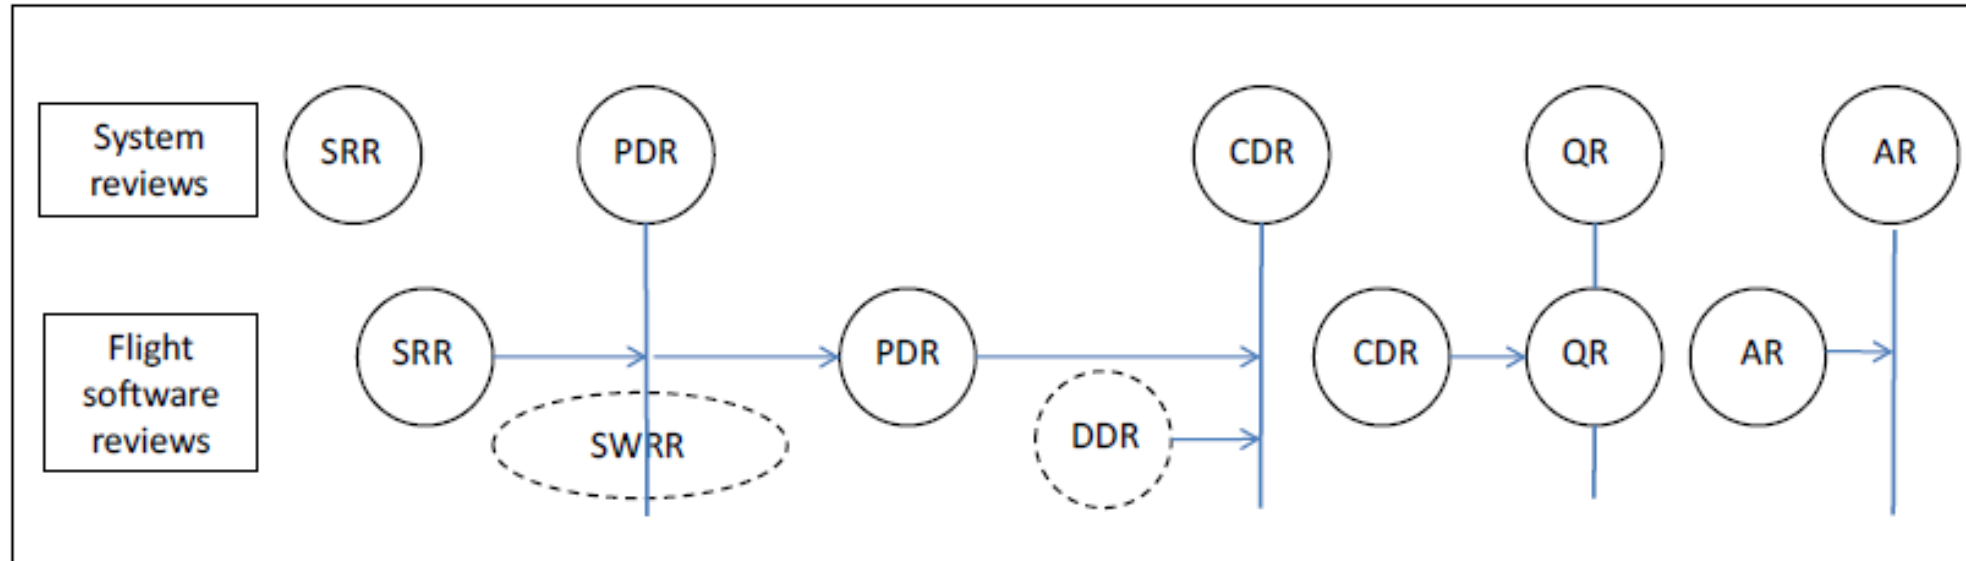 System
reviews
SRR
PDR
CDR
QR
AR
Flight
software
reviews
SRR
PDR
CDR
QR
AR
SWRR
DDR